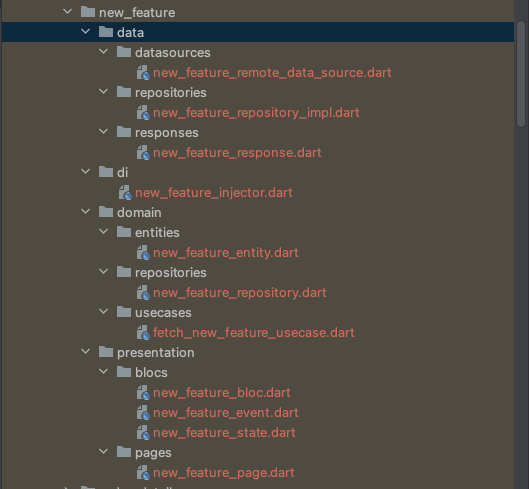 new_feature
data
datasources
new_feature_remote_data_source.dart
repositories
new_feature_repository_impl.dart
responses
new_feature_response.dart
di
new_feature_injector.dart
domain
entities
new_feature_entity.dart
repositories
new_feature_repository.dart
usecases
fetch_new_feature_usecase.dart
presentation
blocs
new_feature_bloc.dart
new_feature_event.dart
new_feature_state.dart
pages
new_feature_page.dart